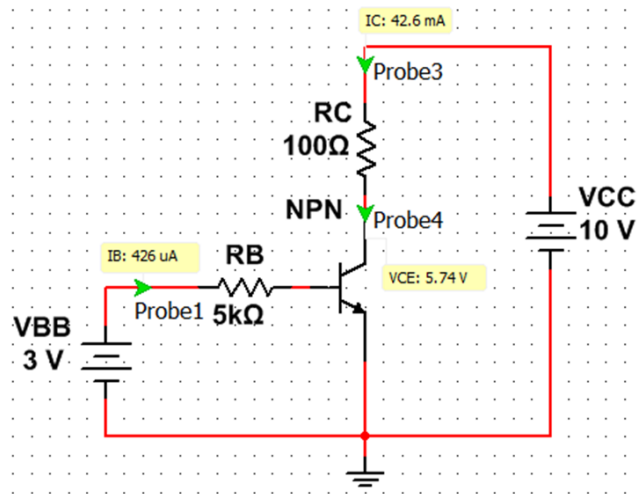 IC: 42.6 mA
Probe3
RC
100Ω
NPN
Probe4
VCC
10 V
IB: 426 uA
RB
VCE: 5.74 V
Probe1
5kΩ
VBB
3 V